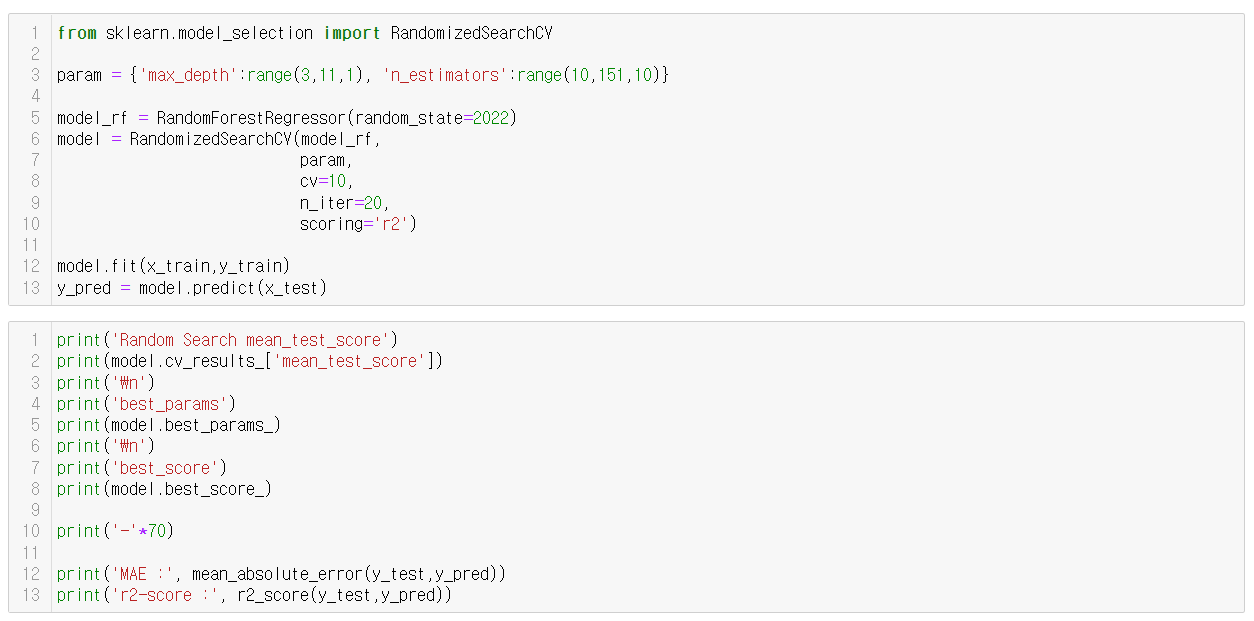 1 from sklearn.model_selection import RandomizedSearchCV
2
3 param = {'max_depth':range(3,11,1), 'n_estimators':range(10,151,10)}
4
5 model_rf = RandomForestRegressor(random_state=2022)
6 model = RandomizedSearchCV(model_rf,
7                            param,
8                            cv=10,
9                            n_iter=20,
10                            scoring='r2')
11
12 model.fit(x_train,y_train)
13 y_pred = model.predict(x_test)
1 print('Random Search mean_test_score')
2 print(model.cv_results_['mean_test_score'])
3 print('₩n')
4 print('best_params')
5 print(model.best_params_)
6 print('₩n')
7 print('best_score')
8 print(model.best_score_)
9
10 print('-'*70)
11
12 print('MAE :', mean_absolute_error(y_test,y_pred))
13 print('r2-score :', r2_score(y_test,y_pred))